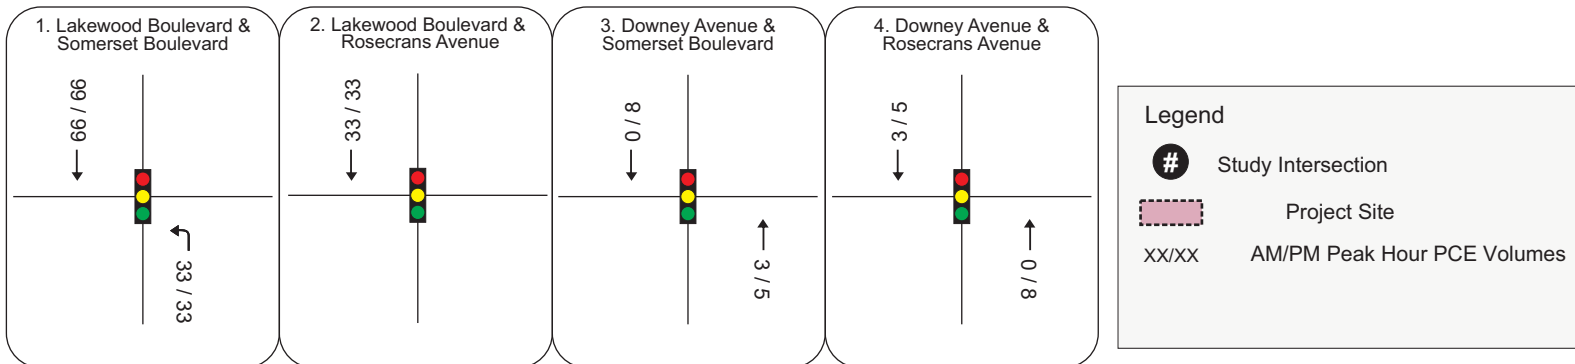 1. Lakewood Boulevard &
Somerset Boulevard
66 / 66
33 / 33
2. Lakewood Boulevard &
Rosecrans Avenue
33 / 33
3. Downey Avenue &
Somerset Boulevard
0 / 8
3 / 5
4. Downey Avenue &
Rosecrans Avenue
3 / 5
0 / 8
Legend
# Study Intersection
Project Site
XX/XX AM/PM Peak Hour PCE Volumes